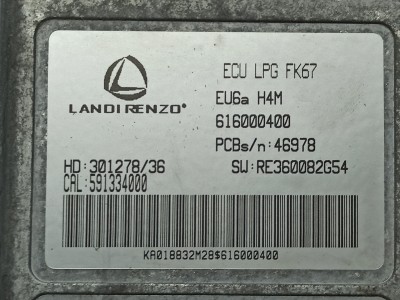 LANDIRENZO®
ECU LPG FK67
EU6a H4M
616000400
PCBs/n: 46978
HD: 301278/36 SW: RE360082G54
CAL: 591334000
KA018832M28$616000400